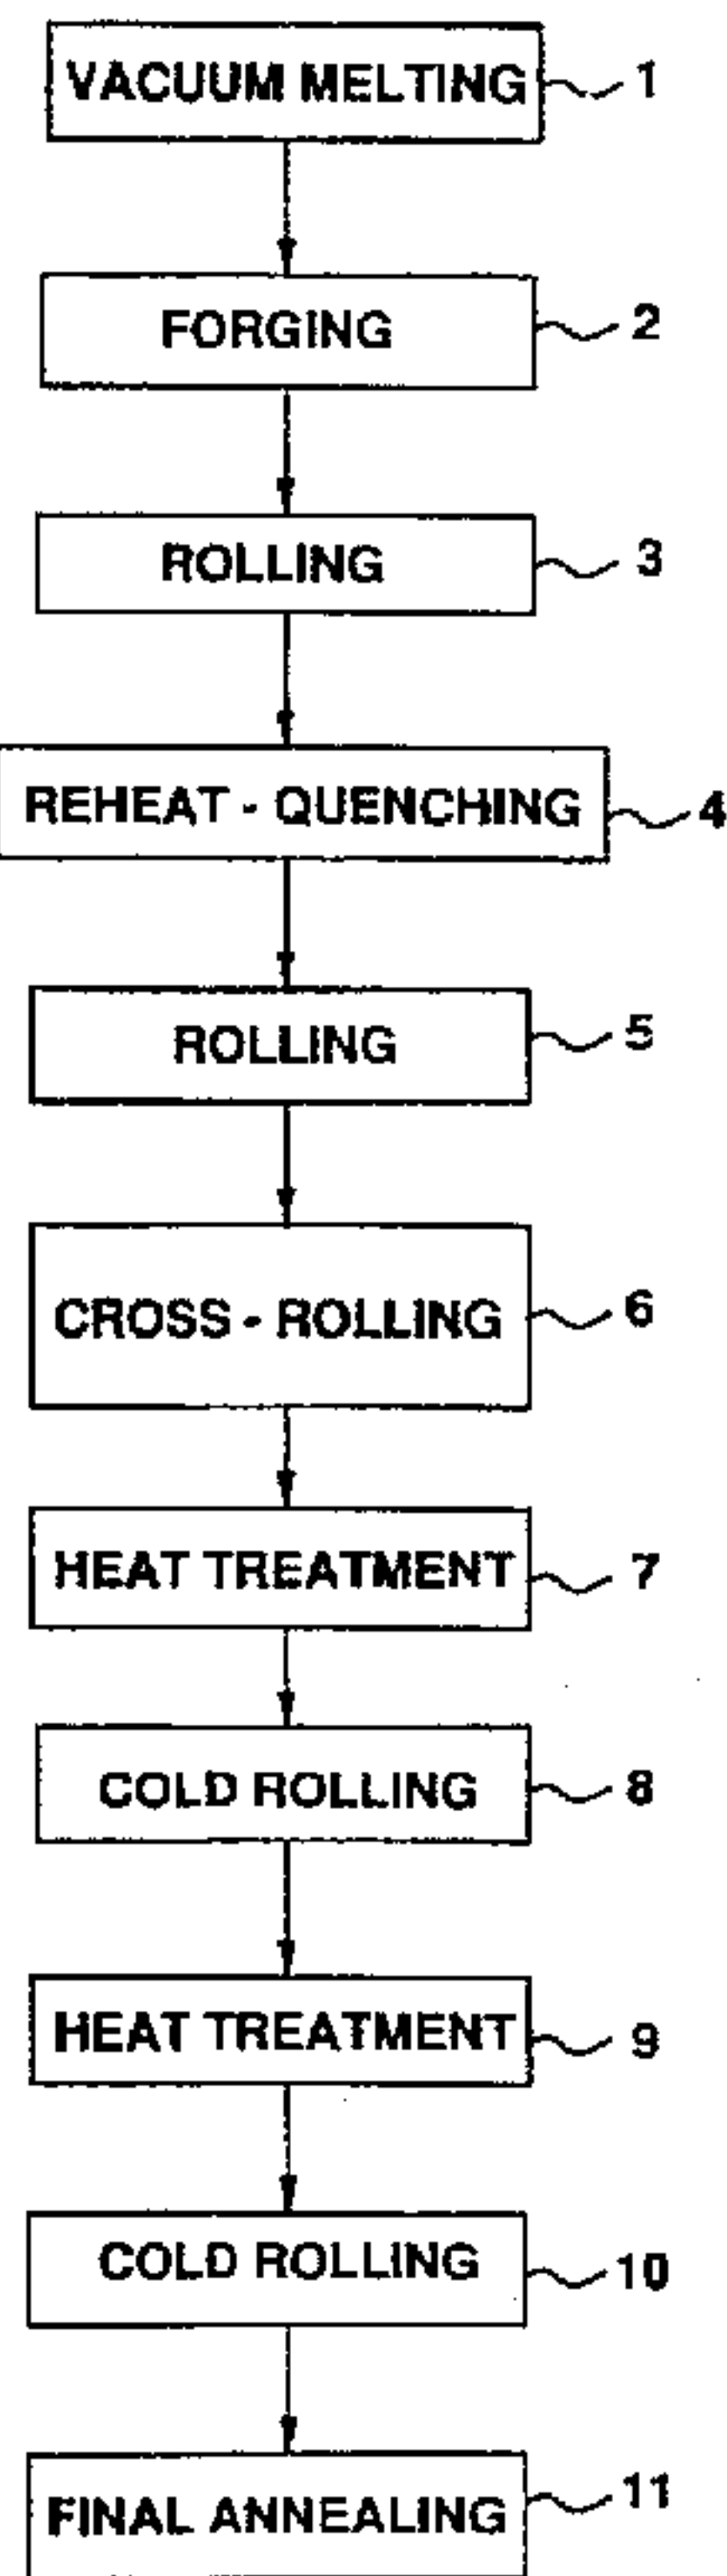 VACUUM MELTING 1
FORGING 2
ROLLING 3
REHEAT - QUENCHING 4
ROLLING 5
CROSS - ROLLING 6
HEAT TREATMENT 7
COLD ROLLING 8
HEAT TREATMENT 9
COLD ROLLING 10
FINAL ANNEALING 11